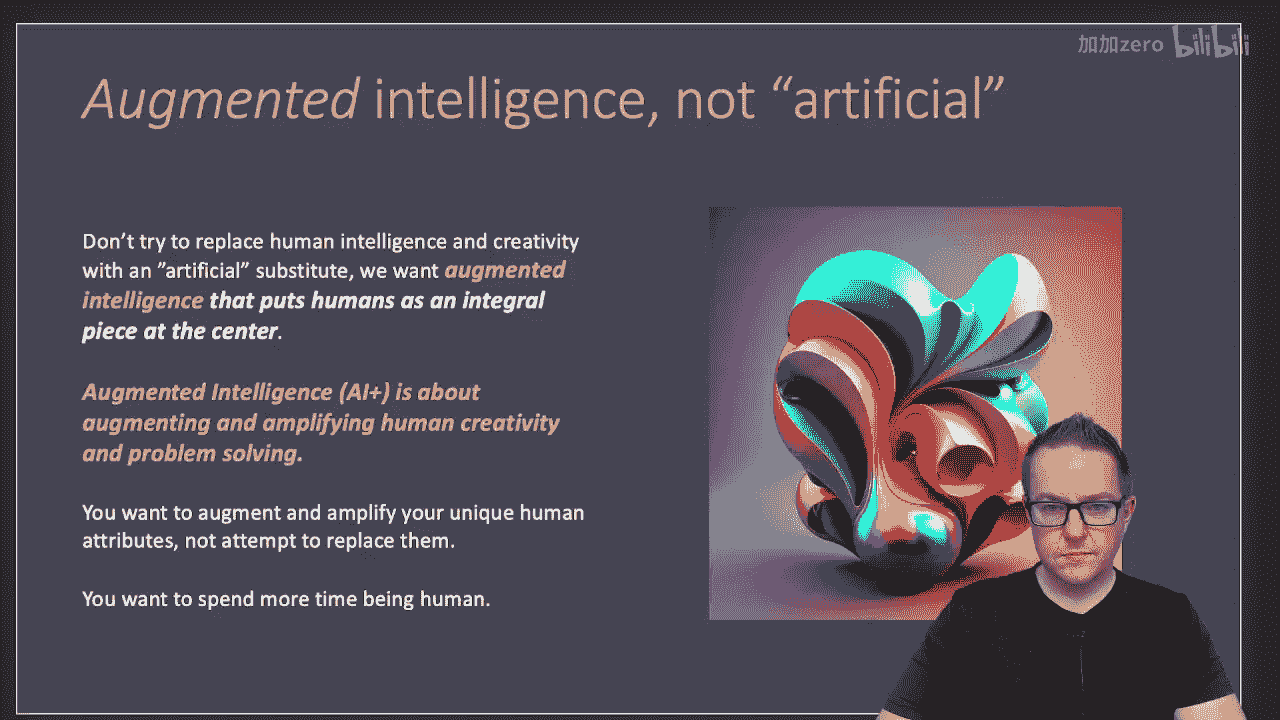 加加zero bilibili
Augmented intelligence, not “artificial”
Don’t try to replace human intelligence and creativity
with an ”artificial” substitute, we want augmented
intelligence that puts humans as an integral
piece at the center.
Augmented Intelligence (AI+) is about
augmenting and amplifying human creativity
and problem solving.
You want to augment and amplify your unique human
attributes, not attempt to replace them.
You want to spend more time being human.